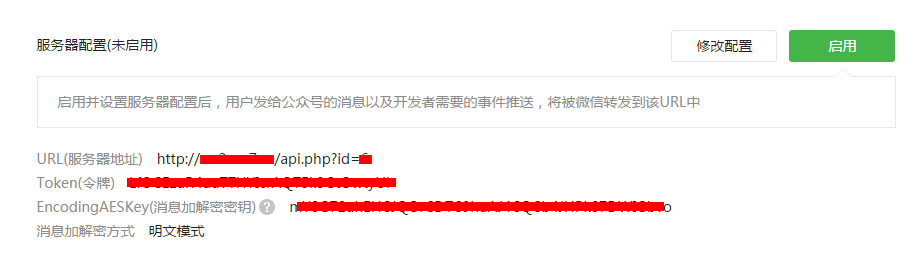 服务器配置(未启用)
修改配置
启用
启用并设置服务器配置后，用户发给公众号的消息以及开发者需要的事件推送，将被微信转发到该URL中
URL(服务器地址) http:// /api.php?id=
Token(令牌)
EncodingAESKey(消息加解密密钥) ?
消息加解密方式 明文模式